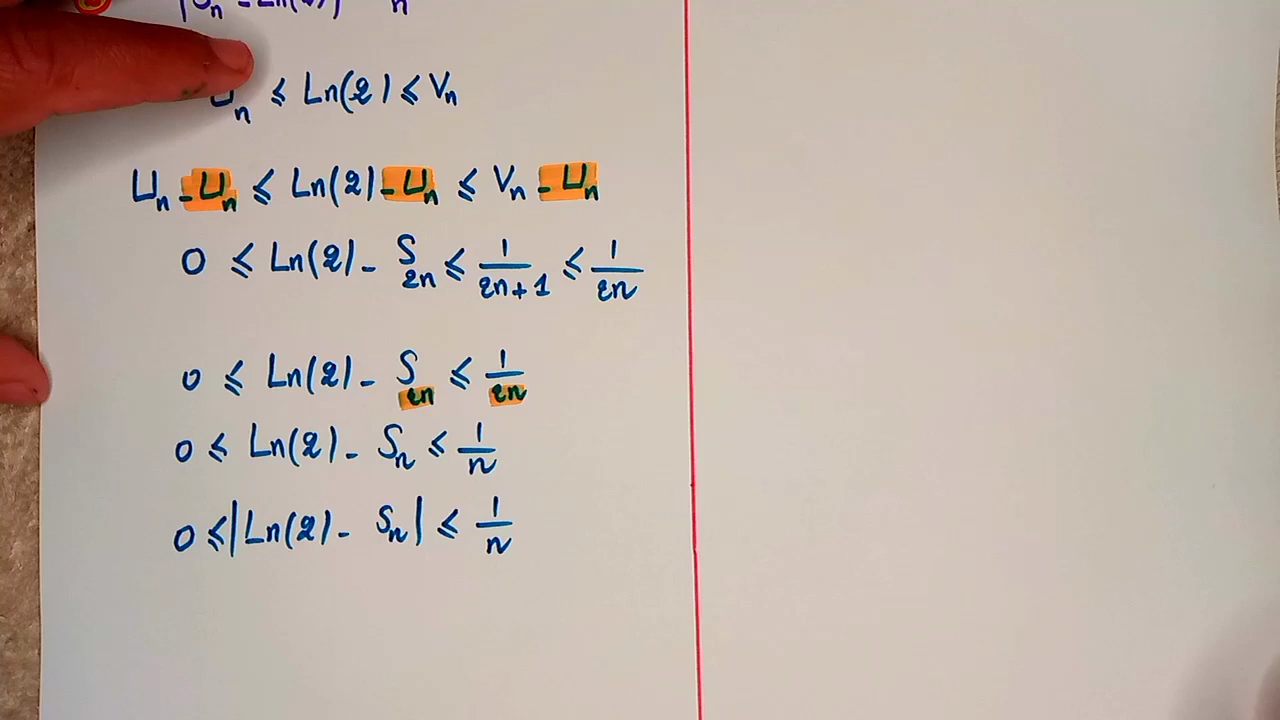 n
Uₙ ≤ Ln(2) ≤ Vₙ
Uₙ - Uₙ ≤ Ln(2) - Uₙ ≤ Vₙ - Uₙ
0 ≤ Ln(2) - S₂ₙ ≤ 1/(2n+1) ≤ 1/2n
0 ≤ Ln(2) - S₂ₙ ≤ 1/2n
0 ≤ Ln(2) - Sₙ ≤ 1/n
0 ≤ |Ln(2) - Sₙ| ≤ 1/n